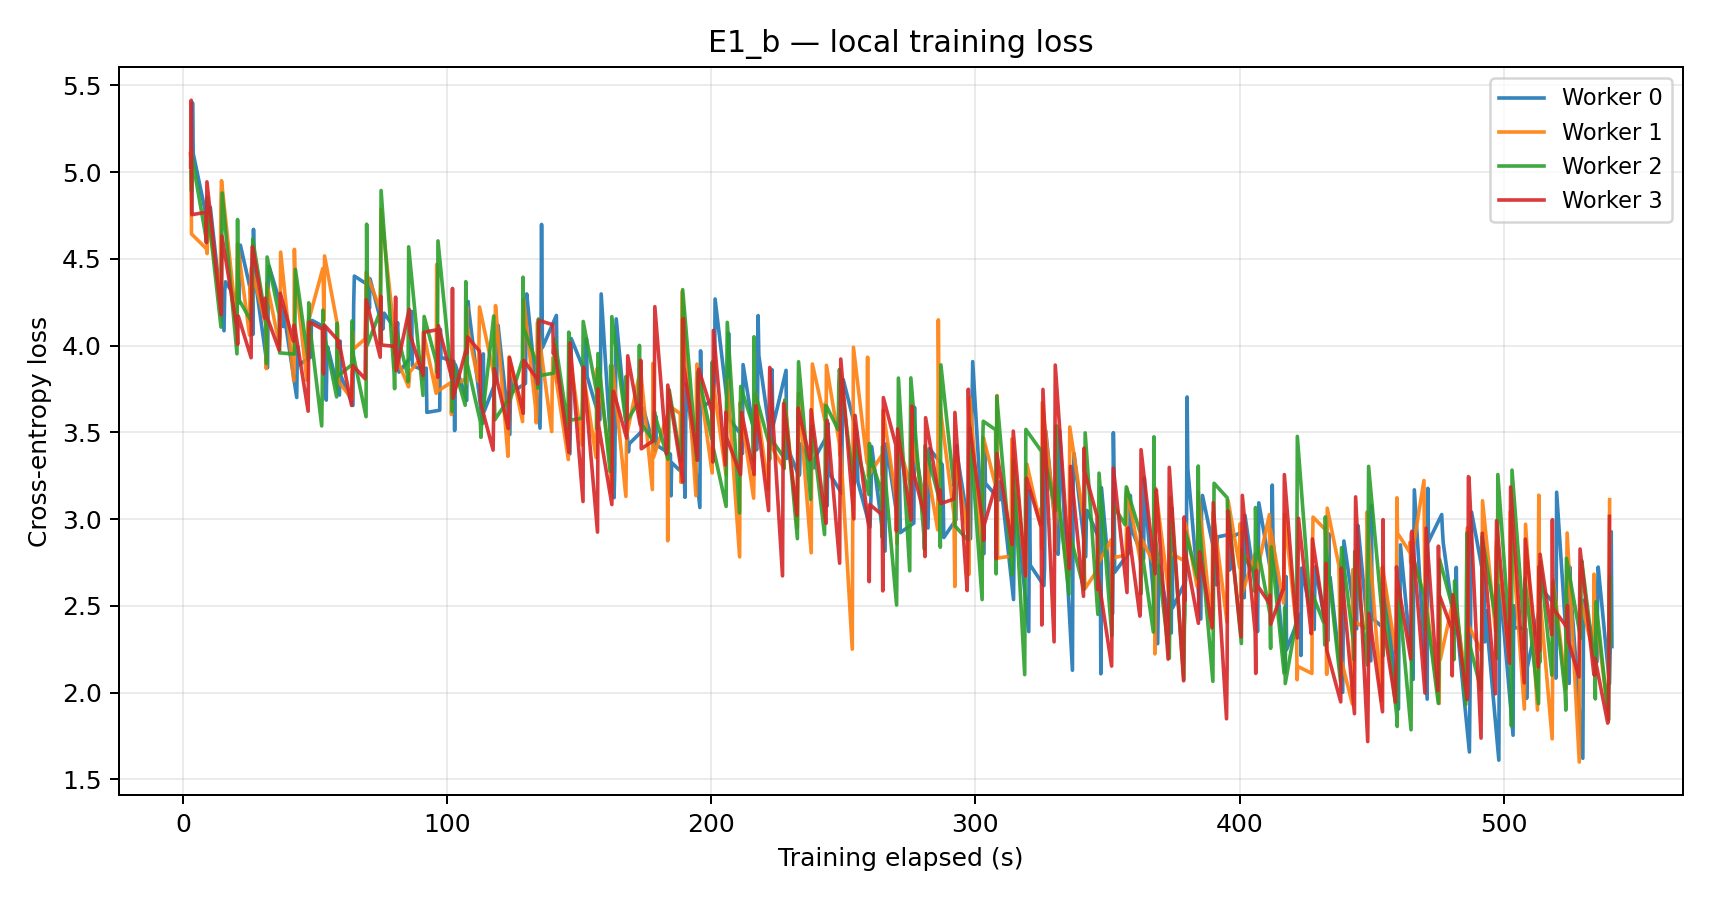 E1_b — local training loss
Cross-entropy loss
5.5
5.0
4.5
4.0
3.5
3.0
2.5
2.0
1.5
Worker 0
Worker 1
Worker 2
Worker 3
0 100 200 300 400 500
Training elapsed (s)